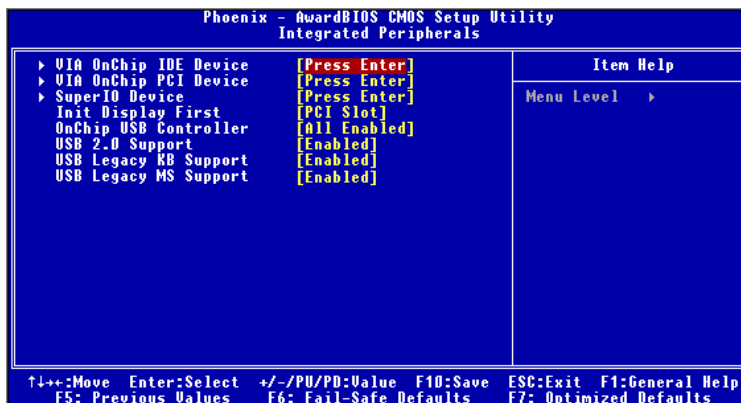 Phoenix - AwardBIOS CMOS Setup Utility
Integrated Peripherals
VIA OnChip IDE Device [Press Enter]
VIA OnChip PCI Device [Press Enter]
SuperIO Device [Press Enter]
Init Display First [PCI Slot]
OnChip USB Controller [All Enabled]
USB 2.0 Support [Enabled]
USB Legacy KB Support [Enabled]
USB Legacy MS Support [Enabled]
Item Help
Menu Level ▸
↑↓→←:Move Enter:Select +/-/PU/PD:Value F10:Save ESC:Exit F1:General Help
F5: Previous Values F6: Fail-Safe Defaults F7: Optimized Defaults